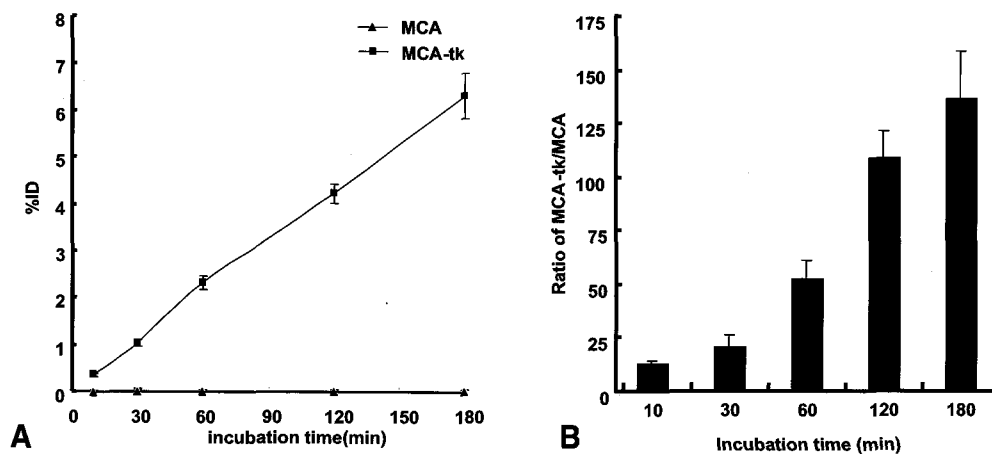 8
7
6
5
4
3
2
1
0
%ID
MCA
MCA-tk
0 30 60 90 120 150 180
incubation time(min)
A
175
150
125
100
75
50
25
0
Ratio of MCA-tk/MCA
10 30 60 120 180
Incubation time (min)
B